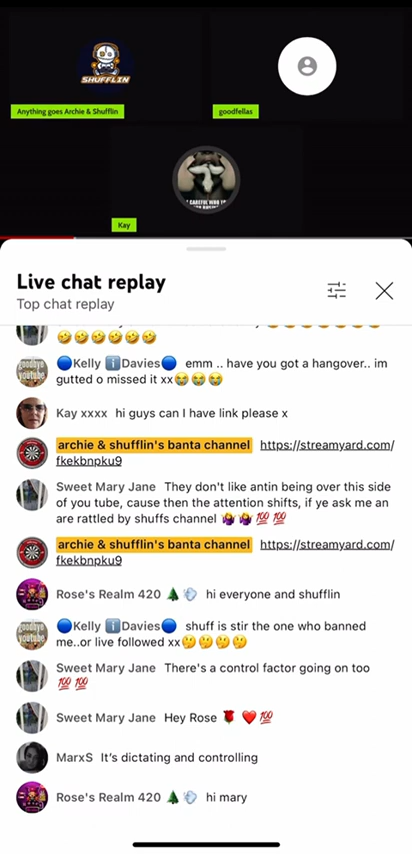 SHUFFLIN
Anything goes Archie & Shufflin
goodfellas
CAREFUL WHO
Kay
Live chat replay
Top chat replay
🤣🤣🤣🤣🤣🤣
🔵Kelly ℹ️Davies🔵 emm .. have you got a hangover.. im
gutted o missed it xx😭😭😭
Kay xxxx hi guys can I have link please x
archie & shufflin's banta channel https://streamyard.com/
fkekbnpku9
Sweet Mary Jane They don't like antin being over this side
of you tube, cause then the attention shifts, if ye ask me an
are rattled by shuffs channel 🤷‍♀️🤷‍♀️💯💯
archie & shufflin's banta channel https://streamyard.com/
fkekbnpku9
Rose's Realm 420 🌲💨 hi everyone and shufflin
goodbye
youtube
🔵Kelly ℹ️Davies🔵 shuff is stir the one who banned
me..or live followed xx🤔🤔🤔🤔
Sweet Mary Jane There's a control factor going on too
💯💯
Sweet Mary Jane Hey Rose 🌹❤️💯
MarxS It's dictating and controlling
Rose's Realm 420 🌲💨 hi mary